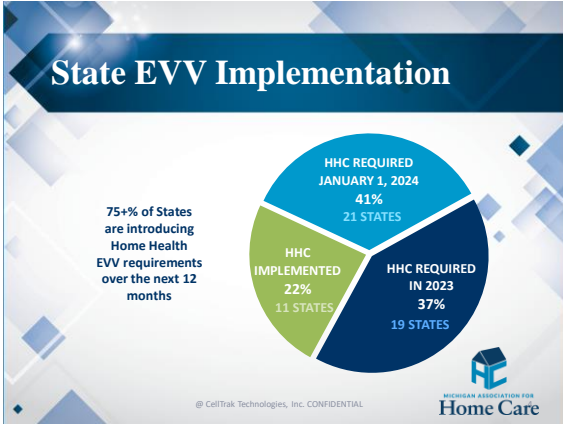 State EVV Implementation
75+% of States
are introducing
Home Health
EVV requirements
over the next 12
months
HHC REQUIRED
JANUARY 1, 2024
41%
21 STATES
HHC
IMPLEMENTED
22%
11 STATES
HHC REQUIRED
IN 2023
37%
19 STATES
@ CellTrak Technologies, Inc. CONFIDENTIAL
HC
MICHIGAN ASSOCIATION FOR
Home Care